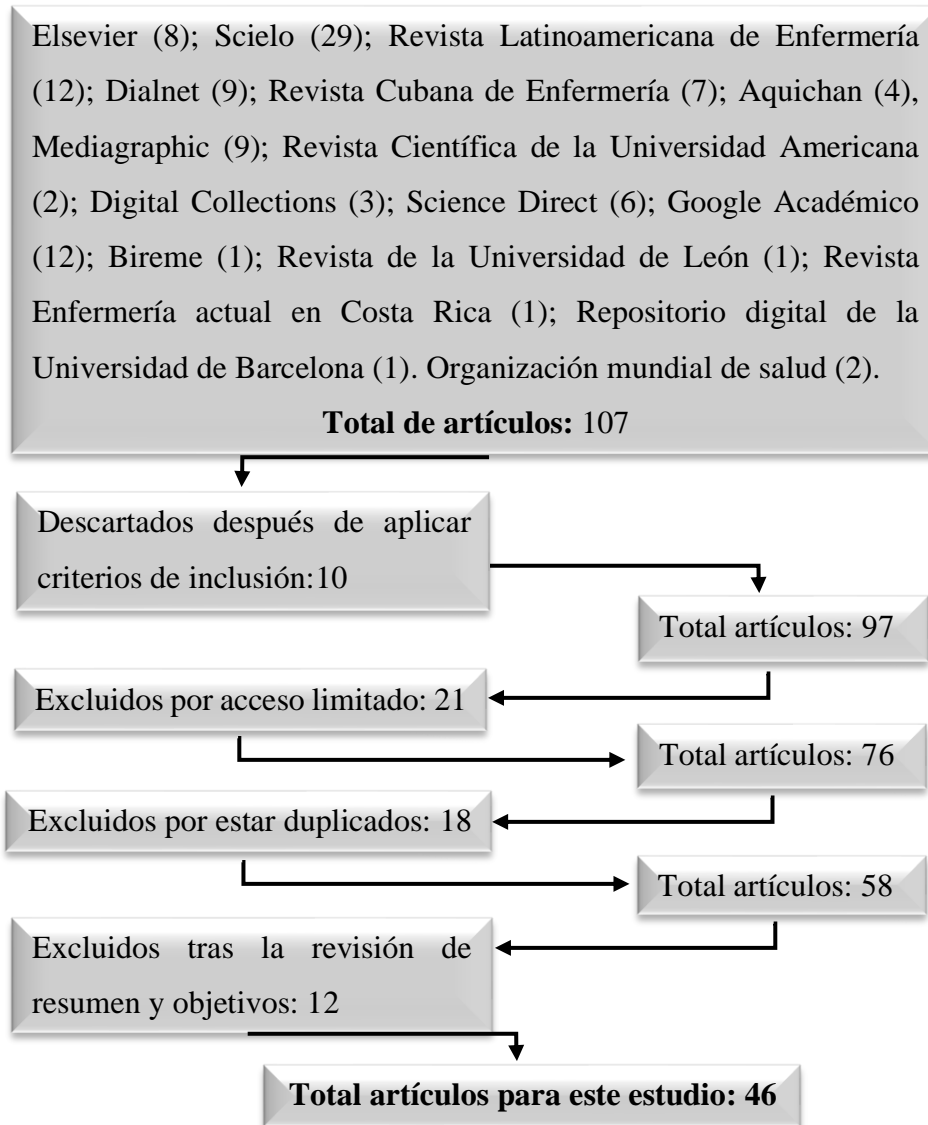 Elsevier (8); Scielo (29); Revista Latinoamericana de Enfermería
(12); Dialnet (9); Revista Cubana de Enfermería (7); Aquichan (4),
Mediagraphic (9); Revista Científica de la Universidad Americana
(2); Digital Collections (3); Science Direct (6); Google Académico
(12); Bireme (1); Revista de la Universidad de León (1); Revista
Enfermería actual en Costa Rica (1); Repositorio digital de la
Universidad de Barcelona (1). Organización mundial de salud (2).
Total de artículos: 107
Descartados después de aplicar
criterios de inclusión:10
Total artículos: 97
Excluidos por acceso limitado: 21
Total artículos: 76
Excluidos por estar duplicados: 18
Total artículos: 58
Excluidos tras la revisión de
resumen y objetivos: 12
Total artículos para este estudio: 46